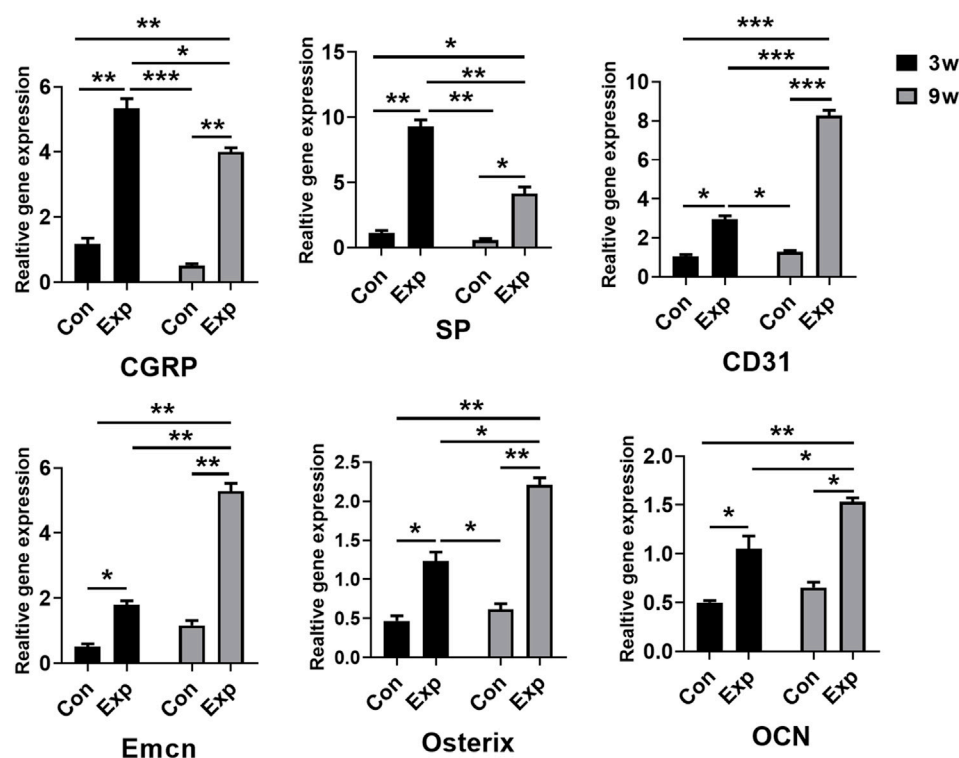 ** 
* 
** *** 
** 
Realtive gene expression
6
4
2
0
Con Exp Con Exp
CGRP
*
**
** **
*
Realtive gene expression
15
10
5
0
Con Exp Con Exp
SP
***
***
***
* *
Realtive gene expression
10
8
6
4
2
0
Con Exp Con Exp
CD31
3w
9w
**
**
**
*
Realtive gene expression
6
4
2
0
Con Exp Con Exp
Emcn
**
*
**
* *
Realtive gene expression
2.5
2.0
1.5
1.0
0.5
0.0
Con Exp Con Exp
Osterix
**
*
*
*
Realtive gene expression
2.0
1.5
1.0
0.5
0.0
Con Exp Con Exp
OCN